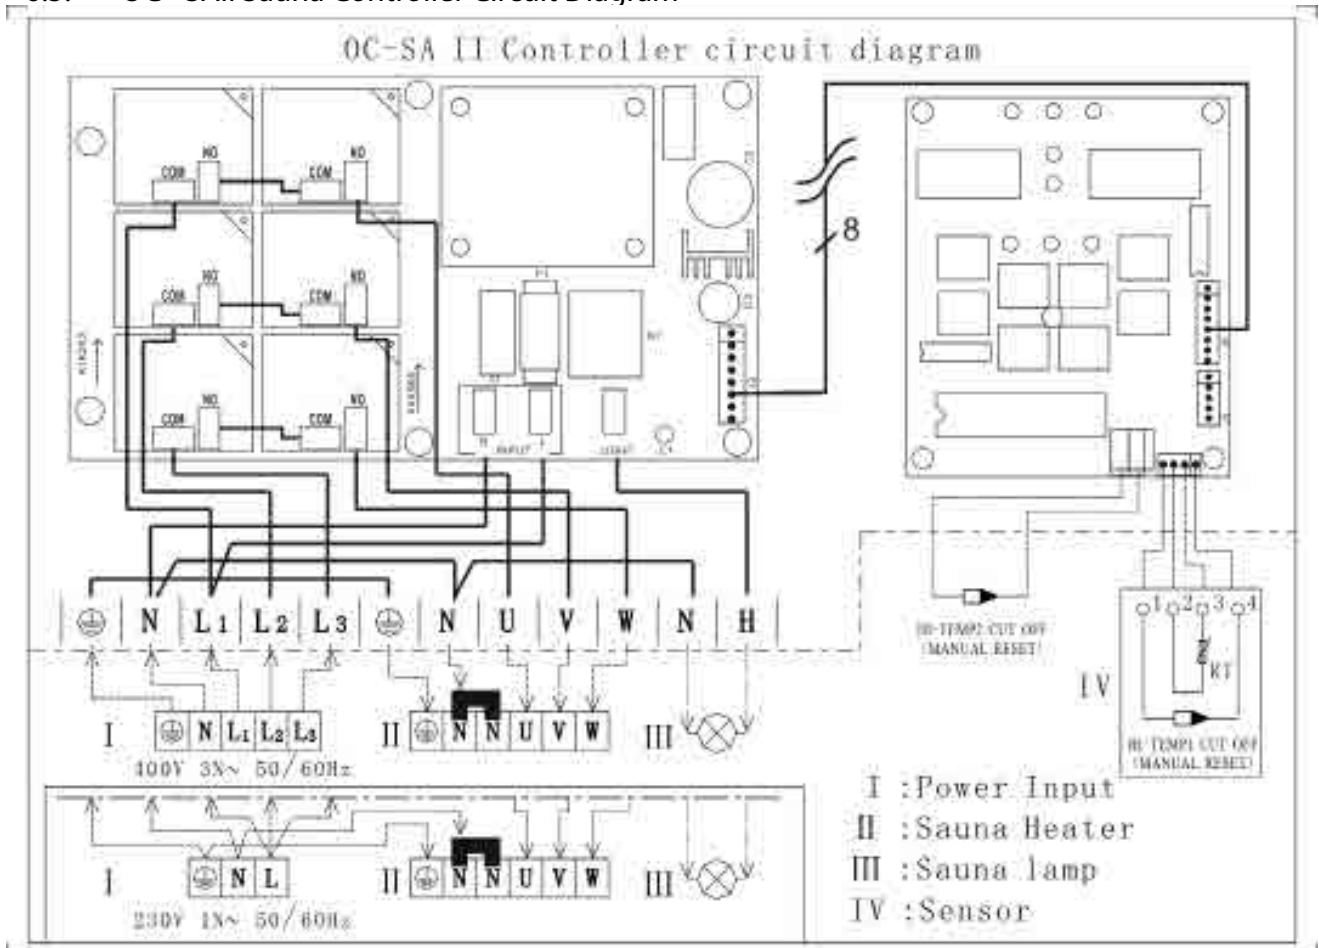 OC-SA II Controller circuit diagram
NO NO
COM COM
8
NO NO
COM COM
NO NO
COM COM
N INPUT L LIGHT
N L1 L2 L3 N U V W N H
HI-TEMP2 CUT OFF
(MANUAL RESET)
1 2 3 4
KT
HI TEMP1 CUT OFF
(MANUAL RESET)
IV
I N L1 L2 L3 II N N U V W III
400V 3N~ 50/60Hz
I N L II N N U V W III
230V 1N~ 50/60Hz
I :Power Input
II :Sauna Heater
III :Sauna lamp
IV :Sensor